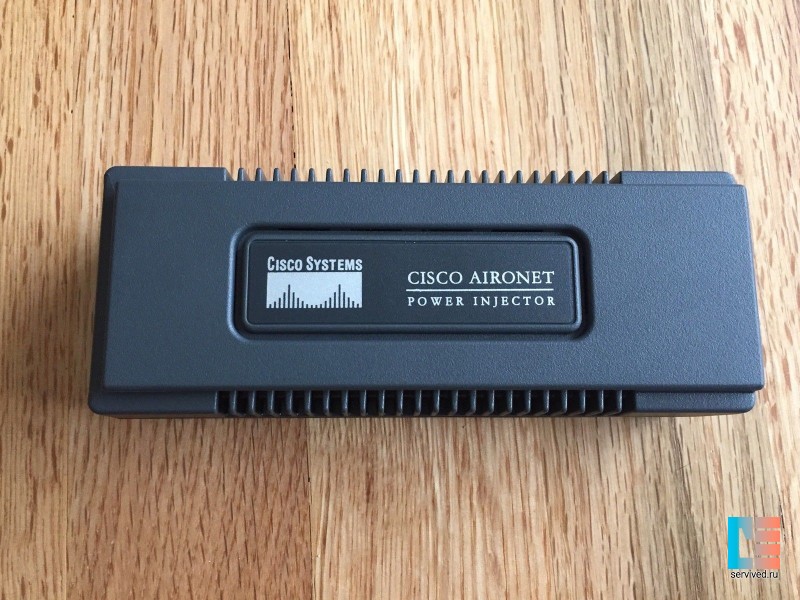 CISCO SYSTEMS
CISCO AIRONET
POWER INJECTOR
servived.ru